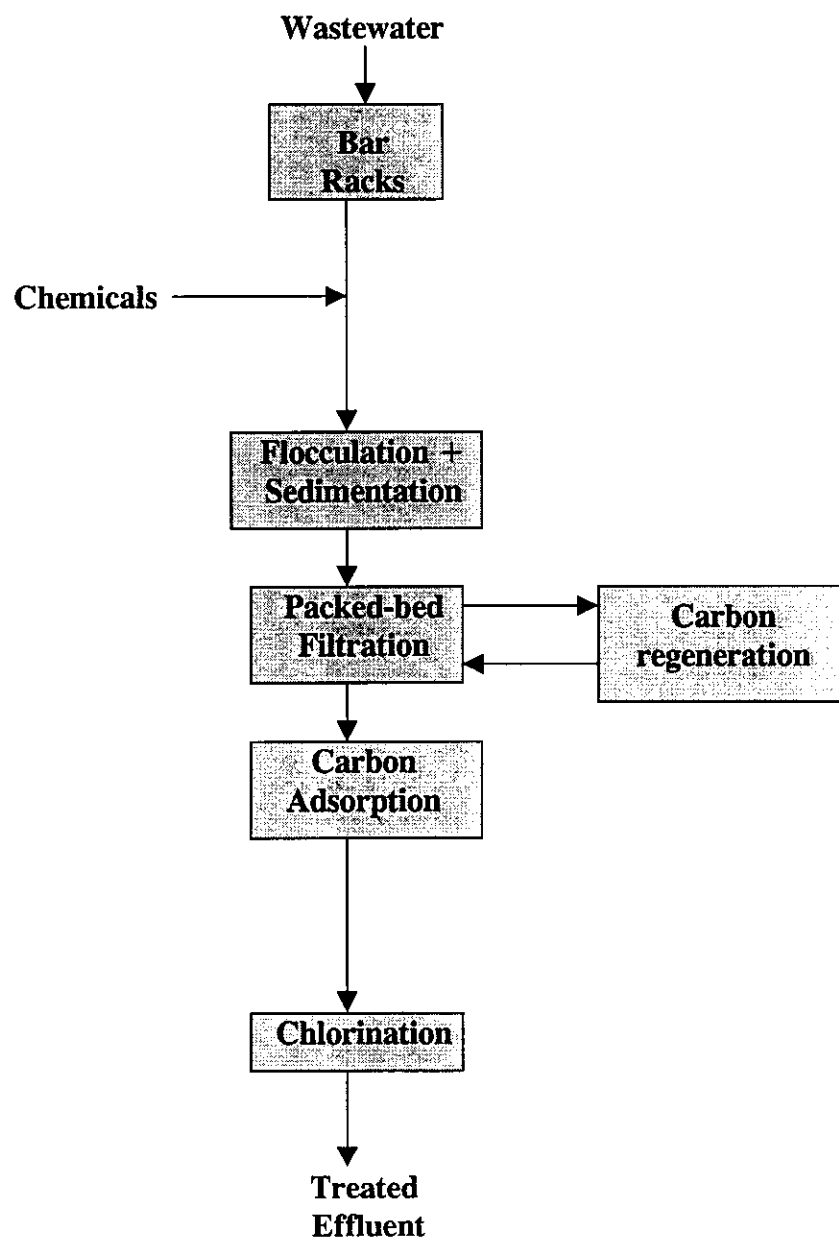 Wastewater
Bar
Racks
Chemicals
Flocculation +
Sedimentation
Packed-bed
Filtration
Carbon
regeneration
Carbon
Adsorption
Chlorination
Treated
Effluent